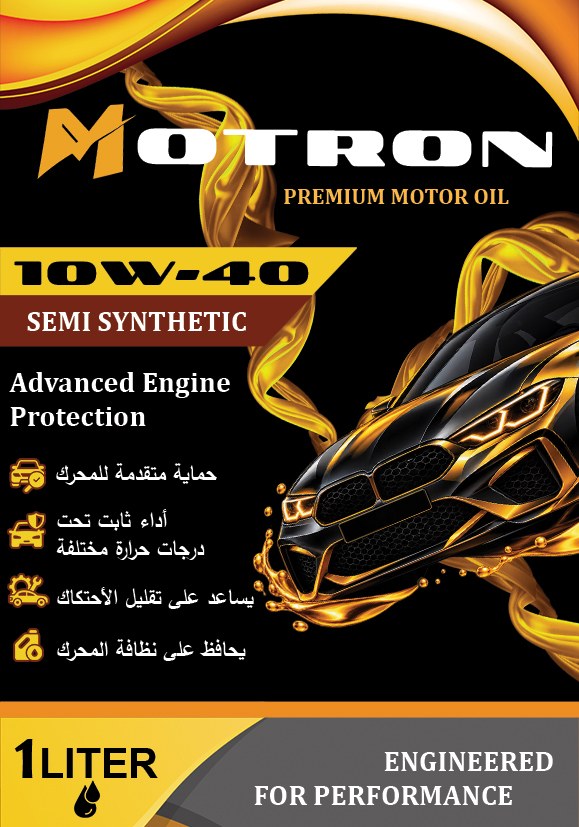 MOTRON
PREMIUM MOTOR OIL
10W-40
SEMI SYNTHETIC
Advanced Engine
Protection
حماية متقدمة للمحرك
أداء ثابت تحت
درجات حرارة مختلفة
يساعد على تقليل الأحتكاك
يحافظ على نظافة المحرك
1LITER
ENGINEERED
FOR PERFORMANCE